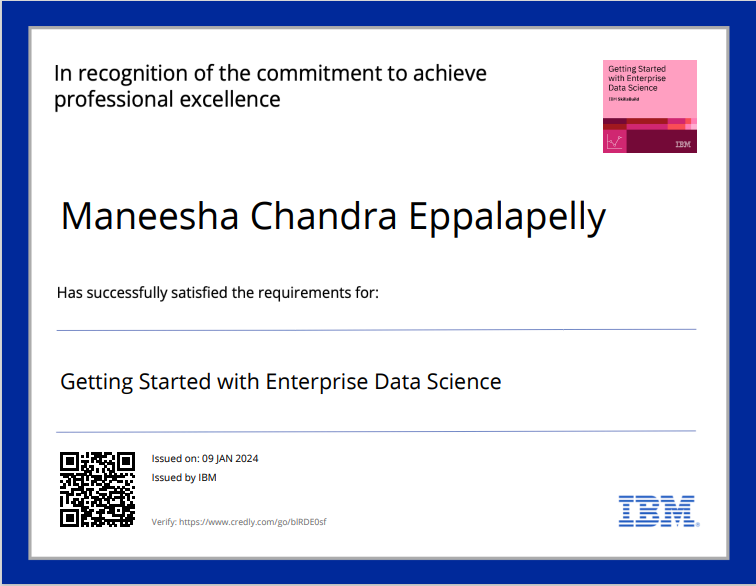 In recognition of the commitment to achieve
professional excellence
Getting Started
with Enterprise
Data Science
IBM SkillsBuild
IBM
Maneesha Chandra Eppalapelly
Has successfully satisfied the requirements for:
Getting Started with Enterprise Data Science
Issued on: 09 JAN 2024
Issued by IBM
Verify: https://www.credly.com/go/blRDE0sf
IBM®